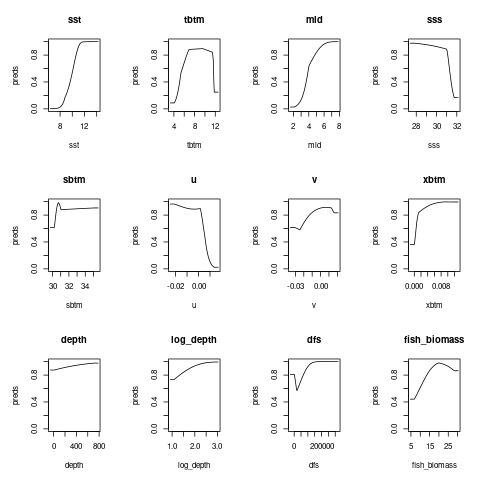 sst tbtm mld sss
preds 0.0 0.4 0.8 preds 0.0 0.4 0.8 preds 0.0 0.4 0.8 preds 0.0 0.4 0.8
8 12 4 6 8 12 2 3 4 5 6 7 8 28 30 31 32
sst tbtm mld sss
sbtm u v xbtm
preds 0.0 0.4 0.8 preds 0.0 0.4 0.8 preds 0.0 0.4 0.8 preds 0.0 0.4 0.8
30 31 32 34 -0.02 0.00 -0.03 0.00 0.000 0.008
sbtm u v xbtm
depth log_depth dfs fish_biomass
preds 0.0 0.4 0.8 preds 0.0 0.4 0.8 preds 0.0 0.4 0.8 preds 0.0 0.4 0.8
0 400 800 1.0 2.0 3.0 0 200000 5 15 25
depth log_depth dfs fish_biomass